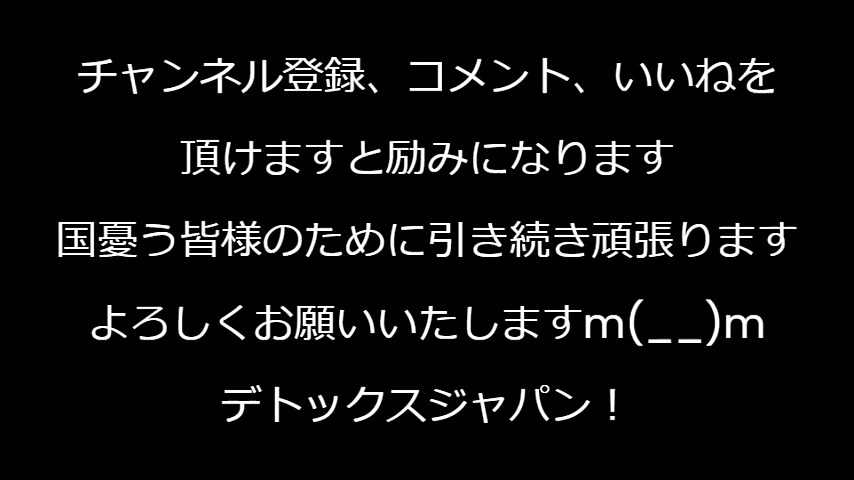 チャンネル登録、コメント、いいねを
頂けますと励みになります
国憂う皆様のために引き続き頑張ります
よろしくお願いいたしますm(__)m
デトックスジャパン！